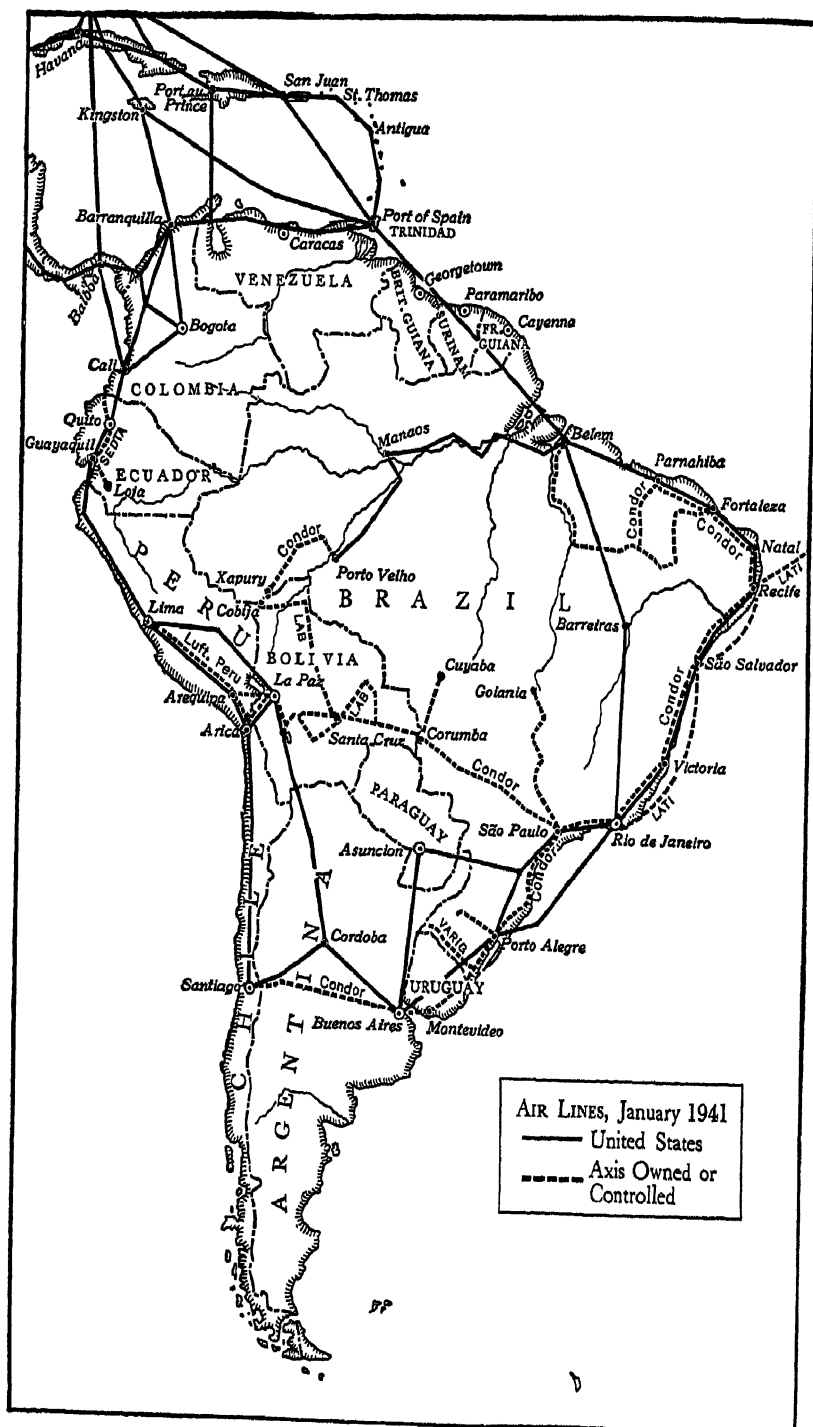 Havana
Port au
Prince
San Juan
St. Thomas
Kingston
Antigua
Barranquilla
Port of Spain
TRINIDAD
Caracas
Balboa
VENEZUELA
Georgetown
BRIT. GUIANA
Paramaribo
SURINAM
FR.
GUIANA
Cayenna
Bogota
Cali
COLOMBIA
Quito
Guayaquil
SEDTA
ECUADOR
Loja
Manaos
Belem
Parnahiba
Fortaleza
Condor
Condor
Natal
LATI
Recife
Condor
Porto Velho
Xapury
Cobija
PERU
BRAZIL
Lima
LAB
Barreiras
Luft. Peru
BOLIVIA
La Paz
Cuyaba
São Salvador
Arequipa
LAB
Goiania
Condor
Arica
Santa Cruz
Corumba
Condor
Victoria
LATI
PARAGUAY
São Paulo
Rio de Janeiro
Asuncion
Condor
CHILE
Cordoba
VARIG
Porto Alegre
Santiago
Condor
URUGUAY
Buenos Aires
Montevideo
ARGENTINA
AIR LINES, January 1941
United States
Axis Owned or
Controlled